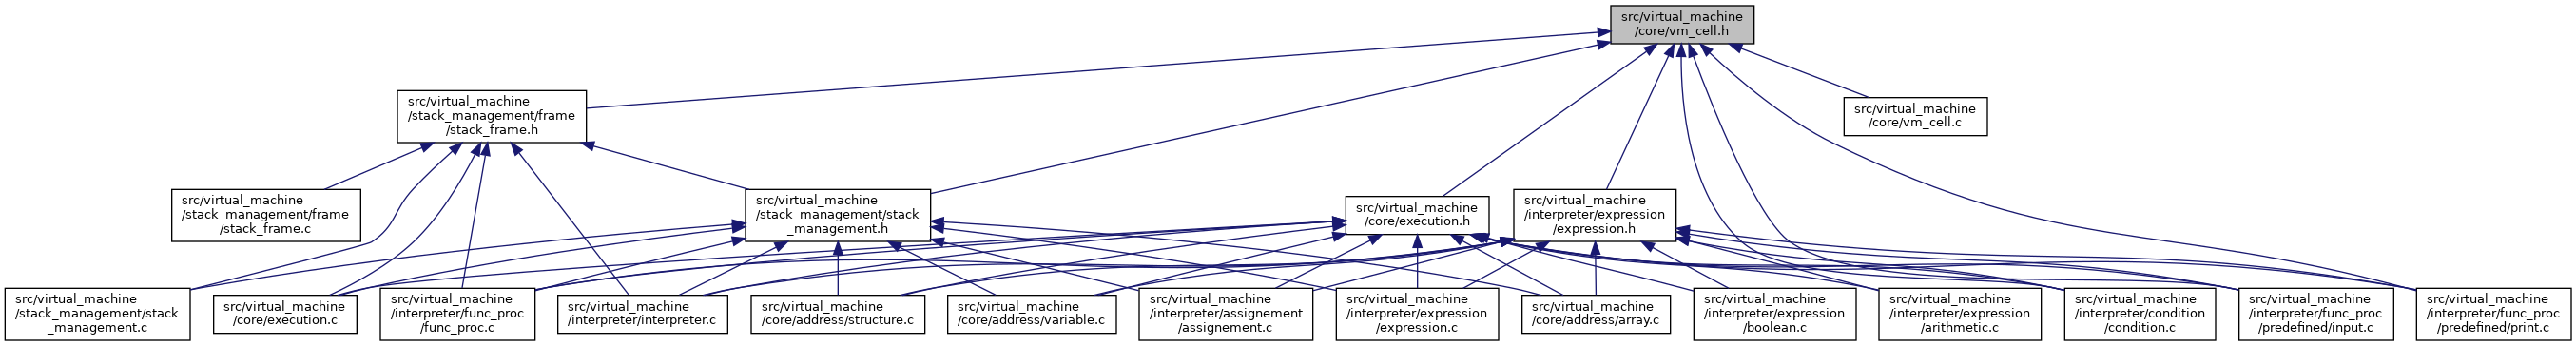 src/virtual_machine
/core/vm_cell.h
src/virtual_machine
/stack_management/frame
/stack_frame.h
src/virtual_machine
/core/vm_cell.c
src/virtual_machine
/stack_management/frame
/stack_frame.c
src/virtual_machine
/stack_management/stack
_management.h
src/virtual_machine
/core/execution.h
src/virtual_machine
/interpreter/expression
/expression.h
src/virtual_machine
/stack_management/stack
_management.c
src/virtual_machine
/core/execution.c
src/virtual_machine
/interpreter/func_proc
/func_proc.c
src/virtual_machine
/interpreter/interpreter.c
src/virtual_machine
/core/address/structure.c
src/virtual_machine
/core/address/variable.c
src/virtual_machine
/interpreter/assignement
/assignement.c
src/virtual_machine
/interpreter/expression
/expression.c
src/virtual_machine
/core/address/array.c
src/virtual_machine
/interpreter/expression
/boolean.c
src/virtual_machine
/interpreter/expression
/arithmetic.c
src/virtual_machine
/interpreter/condition
/condition.c
src/virtual_machine
/interpreter/func_proc
/predefined/input.c
src/virtual_machine
/interpreter/func_proc
/predefined/print.c